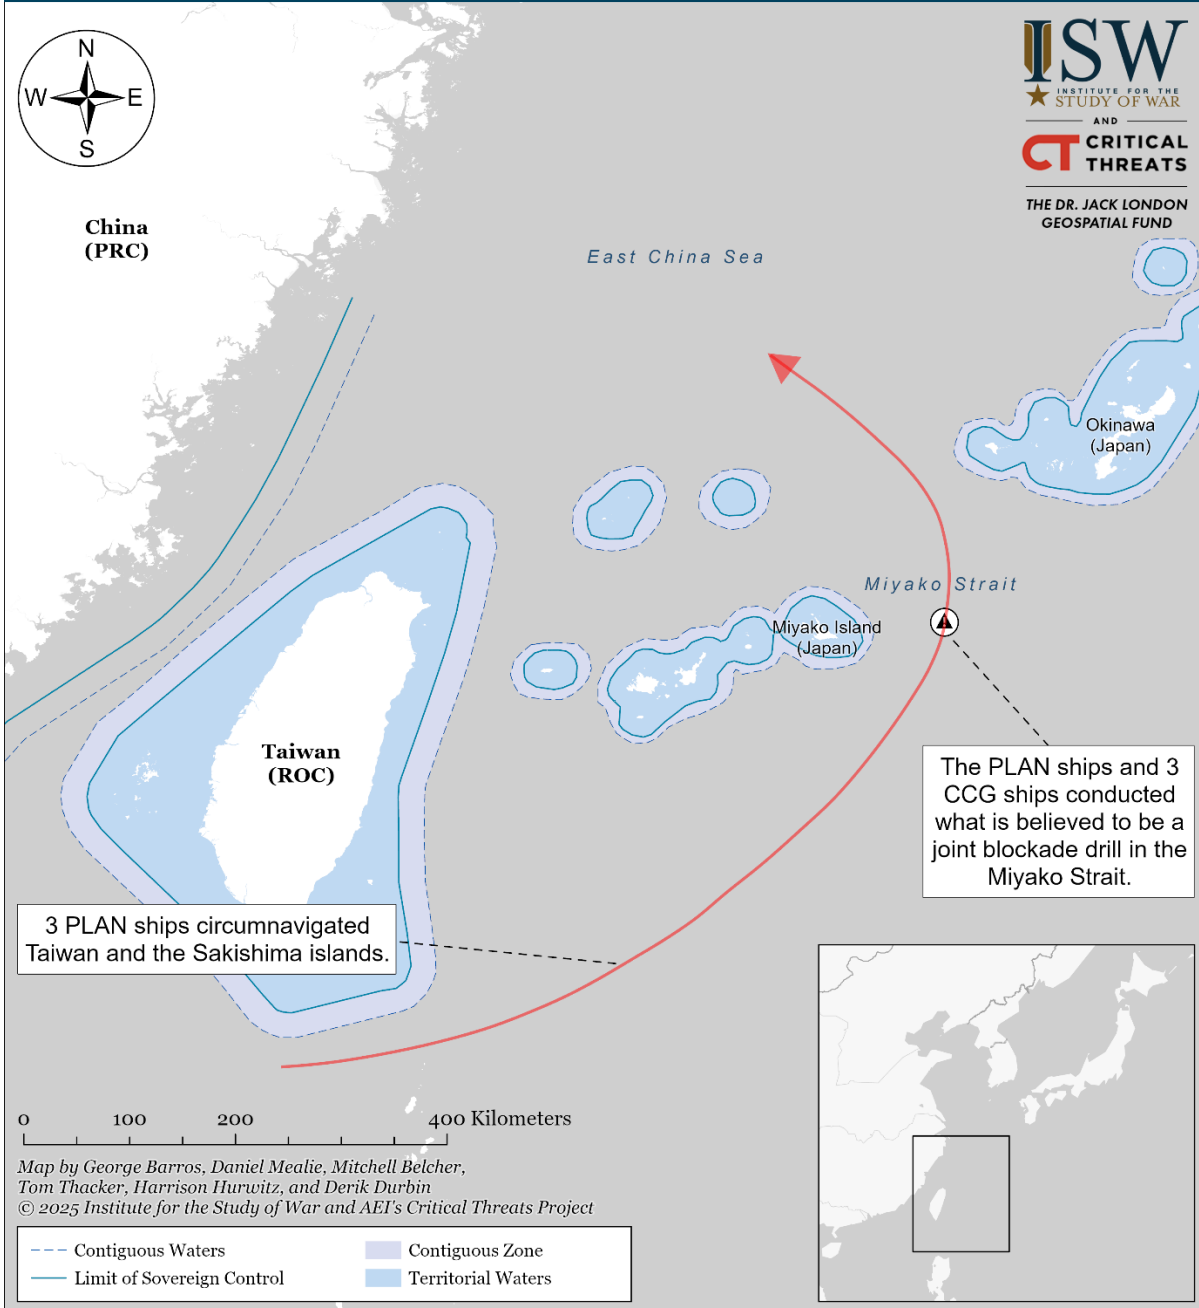 N
W
E
S
ISW
INSTITUTE FOR THE
STUDY OF WAR
AND
CT CRITICAL
THREATS
THE DR. JACK LONDON
GEOSPATIAL FUND
China
(PRC)
East China Sea
Okinawa
(Japan)
Miyako Strait
Miyako Island
(Japan)
Taiwan
(ROC)
The PLAN ships and 3
CCG ships conducted
what is believed to be a
joint blockade drill in the
Miyako Strait.
3 PLAN ships circumnavigated
Taiwan and the Sakishima islands.
0 100 200 400 Kilometers
Map by George Barros, Daniel Mealie, Mitchell Belcher,
Tom Thacker, Harrison Hurwitz, and Derik Durbin
© 2025 Institute for the Study of War and AEI's Critical Threats Project
Contiguous Waters
Limit of Sovereign Control
Contiguous Zone
Territorial Waters